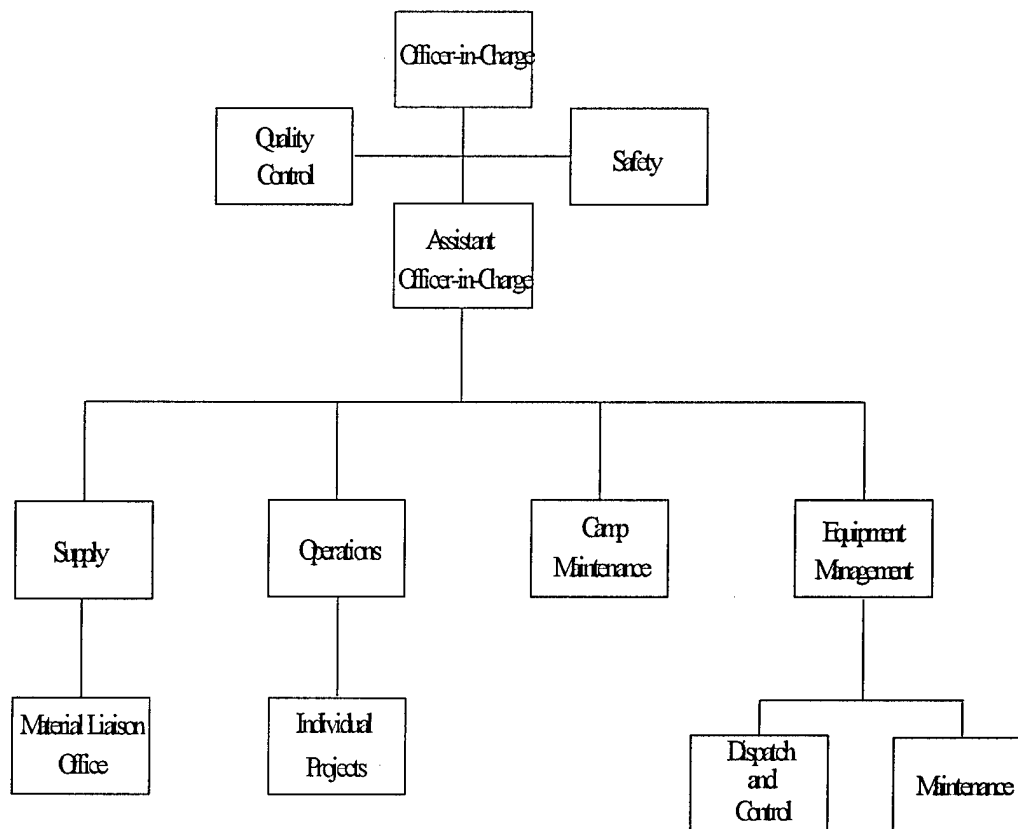 Officer-in-Charge
Quality
Control
Safety
Assistant
Officer-in-Charge
Supply
Operations
Camp
Maintenance
Equipment
Management
Material Liaison
Office
Individual
Projects
Dispatch
and
Control
Maintenance